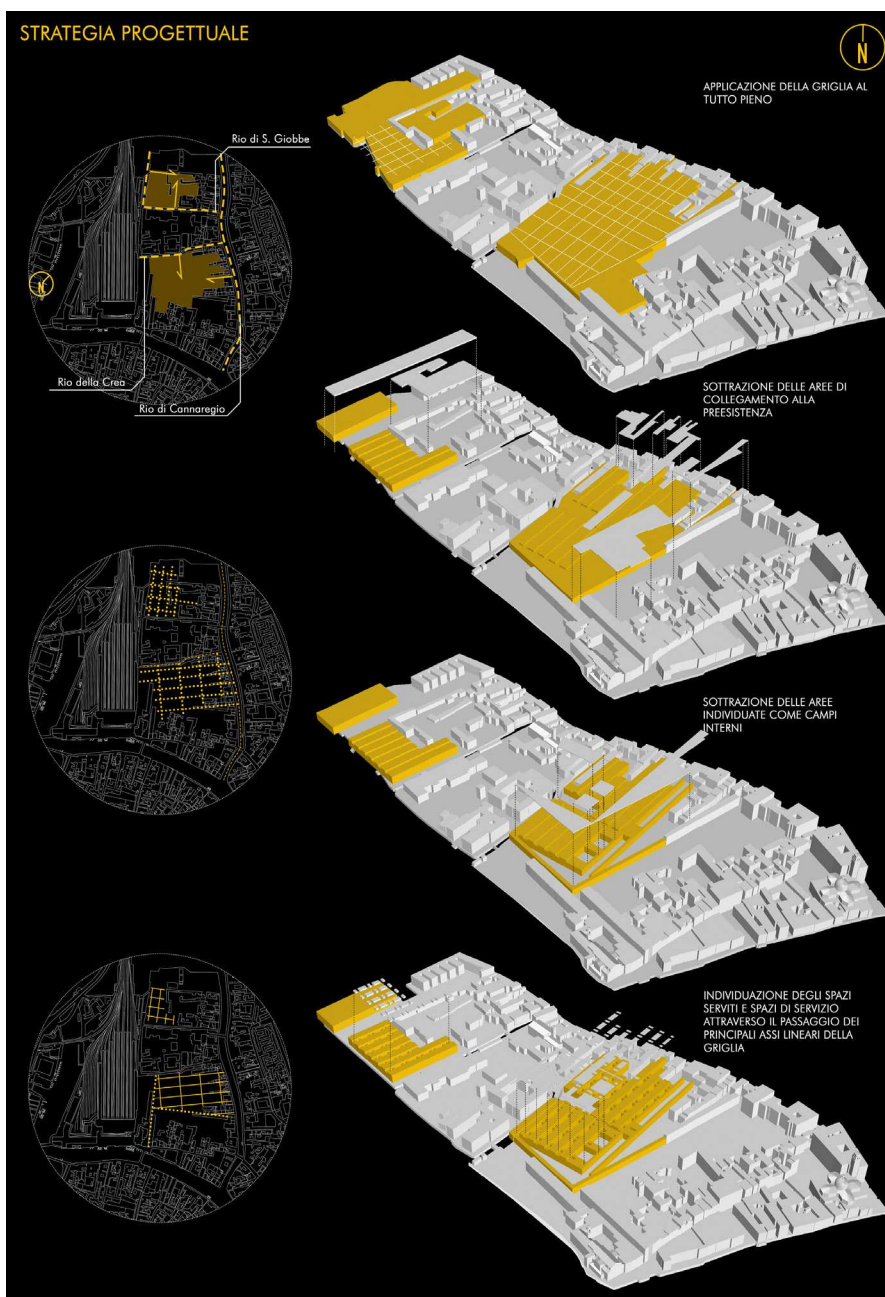 STRATEGIA PROGETTUALE
N
APPLICAZIONE DELLA GRIGLIA AL
TUTTO PIENO
Rio di S. Giobbe
N
Rio della Crea
Rio di Cannaregio
SOTTRAZIONE DELLE AREE DI
COLLEGAMENTO ALLA
PREESISTENZA
SOTTRAZIONE DELLE AREE
INDIVIDUATE COME CAMPI
INTERNI
INDIVIDUAZIONE DEGLI SPAZI
SERVITI E SPAZI DI SERVIZIO
ATTRAVERSO IL PASSAGGIO DEI
PRINCIPALI ASSI LINEARI DELLA
GRIGLIA